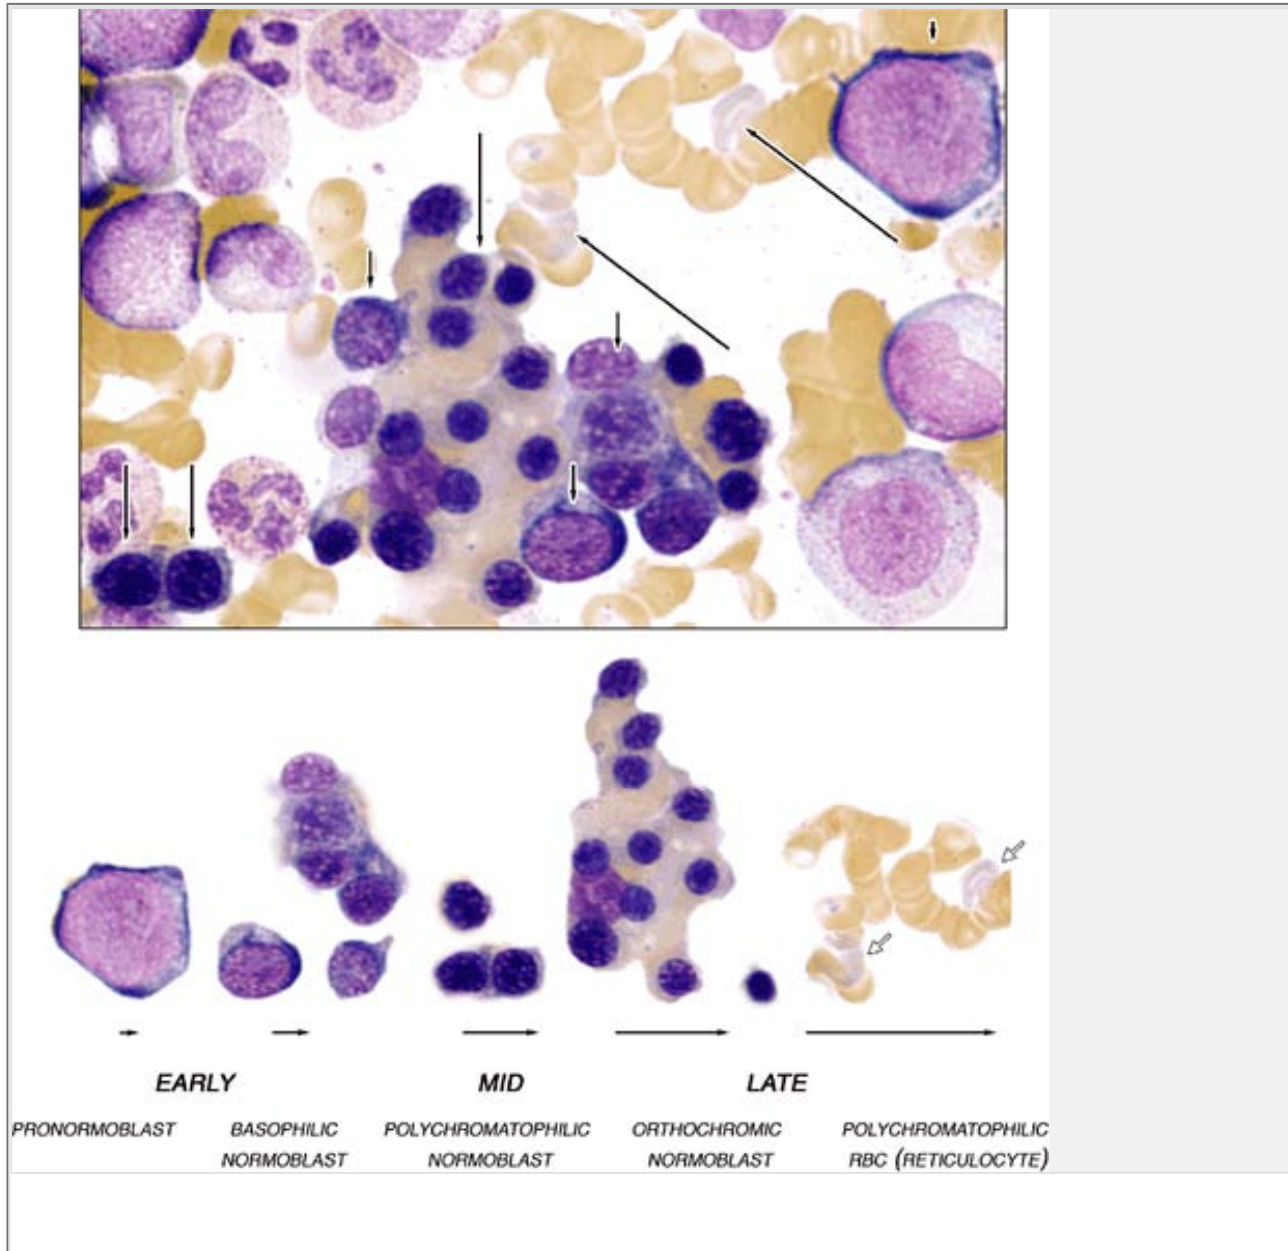 EARLY MID LATE
PRONORMOBLAST BASOPHILIC POLYCHROMATOPHILIC ORTHOCHROMIC POLYCHROMATOPHILIC
NORMOBLAST NORMOBLAST NORMOBLAST RBC (RETICULOCYTE)